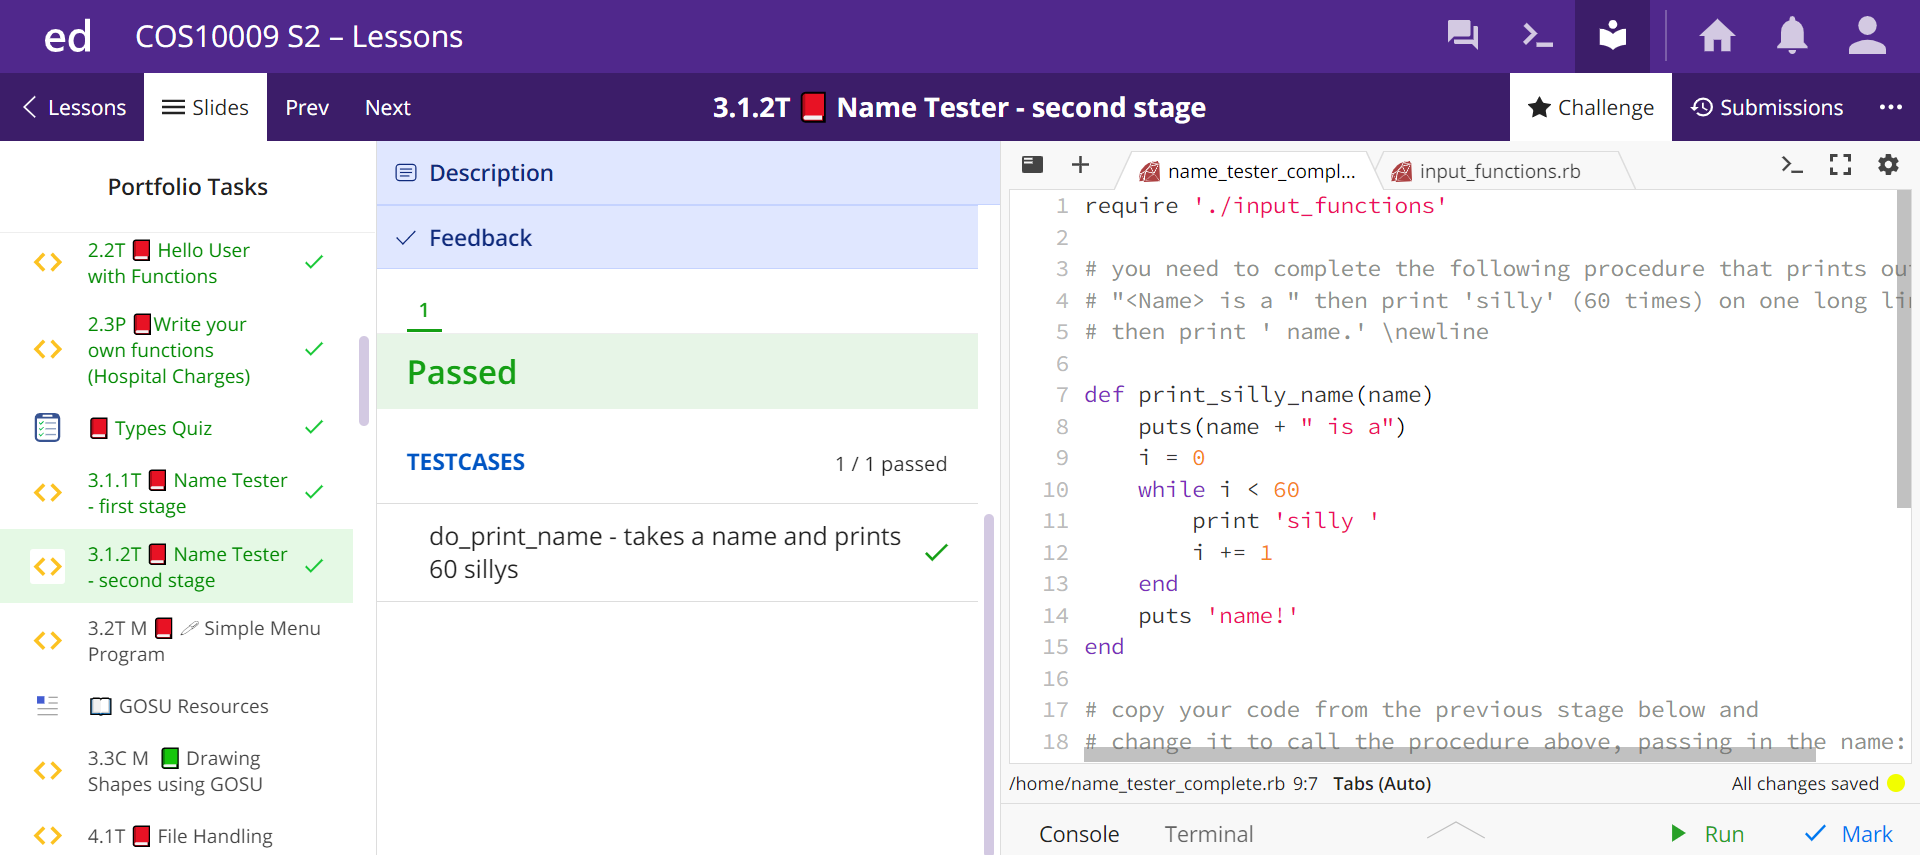 ed COS10009 S2 – Lessons
Lessons Slides Prev Next 3.1.2T Name Tester - second stage Challenge Submissions
Portfolio Tasks
2.2T Hello User
with Functions
2.3P Write your
own functions
(Hospital Charges)
Types Quiz
3.1.1T Name Tester
- first stage
3.1.2T Name Tester
- second stage
3.2T M Simple Menu
Program
GOSU Resources
3.3C M Drawing
Shapes using GOSU
4.1T File Handling
Description
Feedback
1
Passed
TESTCASES 1 / 1 passed
do_print_name - takes a name and prints
60 sillys
name_tester_compl... input_functions.rb
1 require './input_functions'
2
3 # you need to complete the following procedure that prints ou
4 # "<Name> is a " then print 'silly' (60 times) on one long li
5 # then print ' name.' \newline
6
7 def print_silly_name(name)
8 puts(name + " is a")
9 i = 0
10 while i < 60
11 print 'silly '
12 i += 1
13 end
14 puts 'name!'
15 end
16
17 # copy your code from the previous stage below and
18 # change it to call the procedure above, passing in the name:
/home/name_tester_complete.rb 9:7 Tabs (Auto) All changes saved
Console Terminal Run Mark